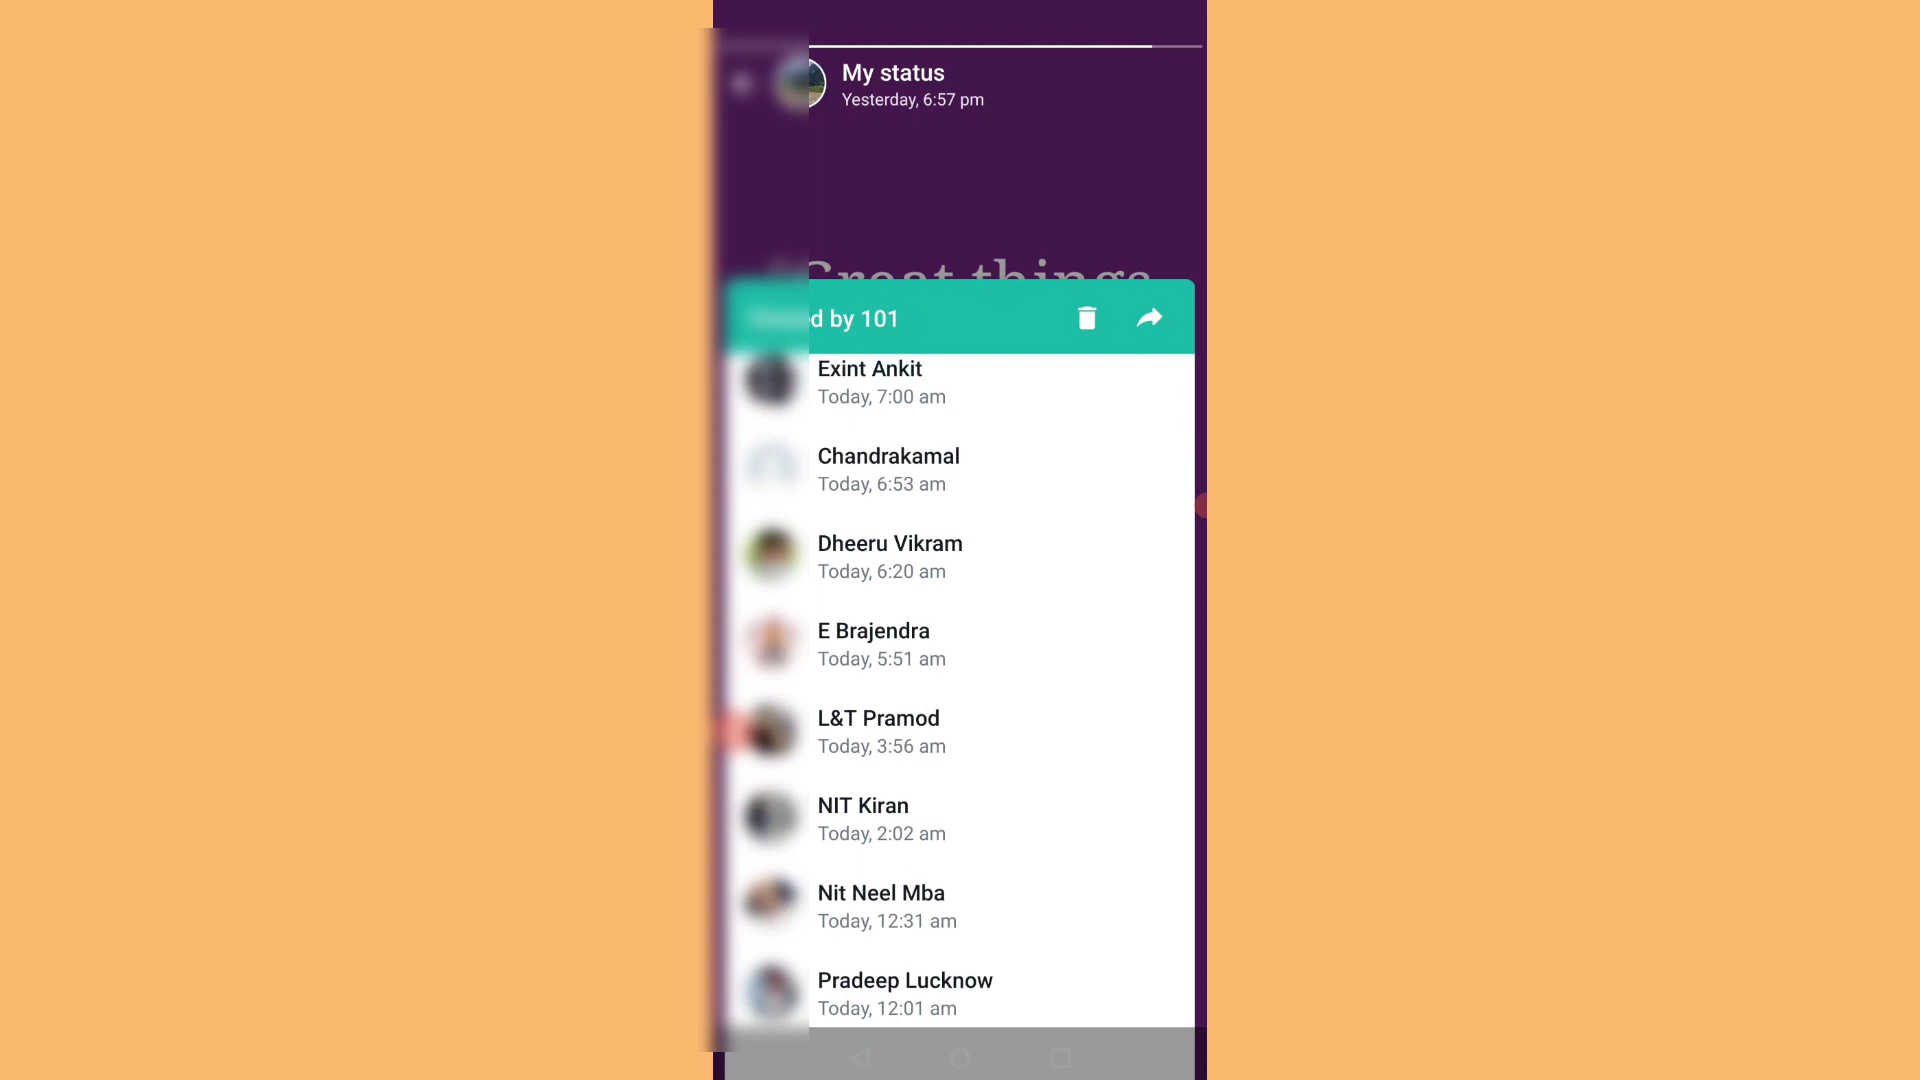 My status
Yesterday, 6:57 pm
Great things
d by 101
Exint Ankit
Today, 7:00 am
Chandrakamal
Today, 6:53 am
Dheeru Vikram
Today, 6:20 am
E Brajendra
Today, 5:51 am
L&T Pramod
Today, 3:56 am
NIT Kiran
Today, 2:02 am
Nit Neel Mba
Today, 12:31 am
Pradeep Lucknow
Today, 12:01 am